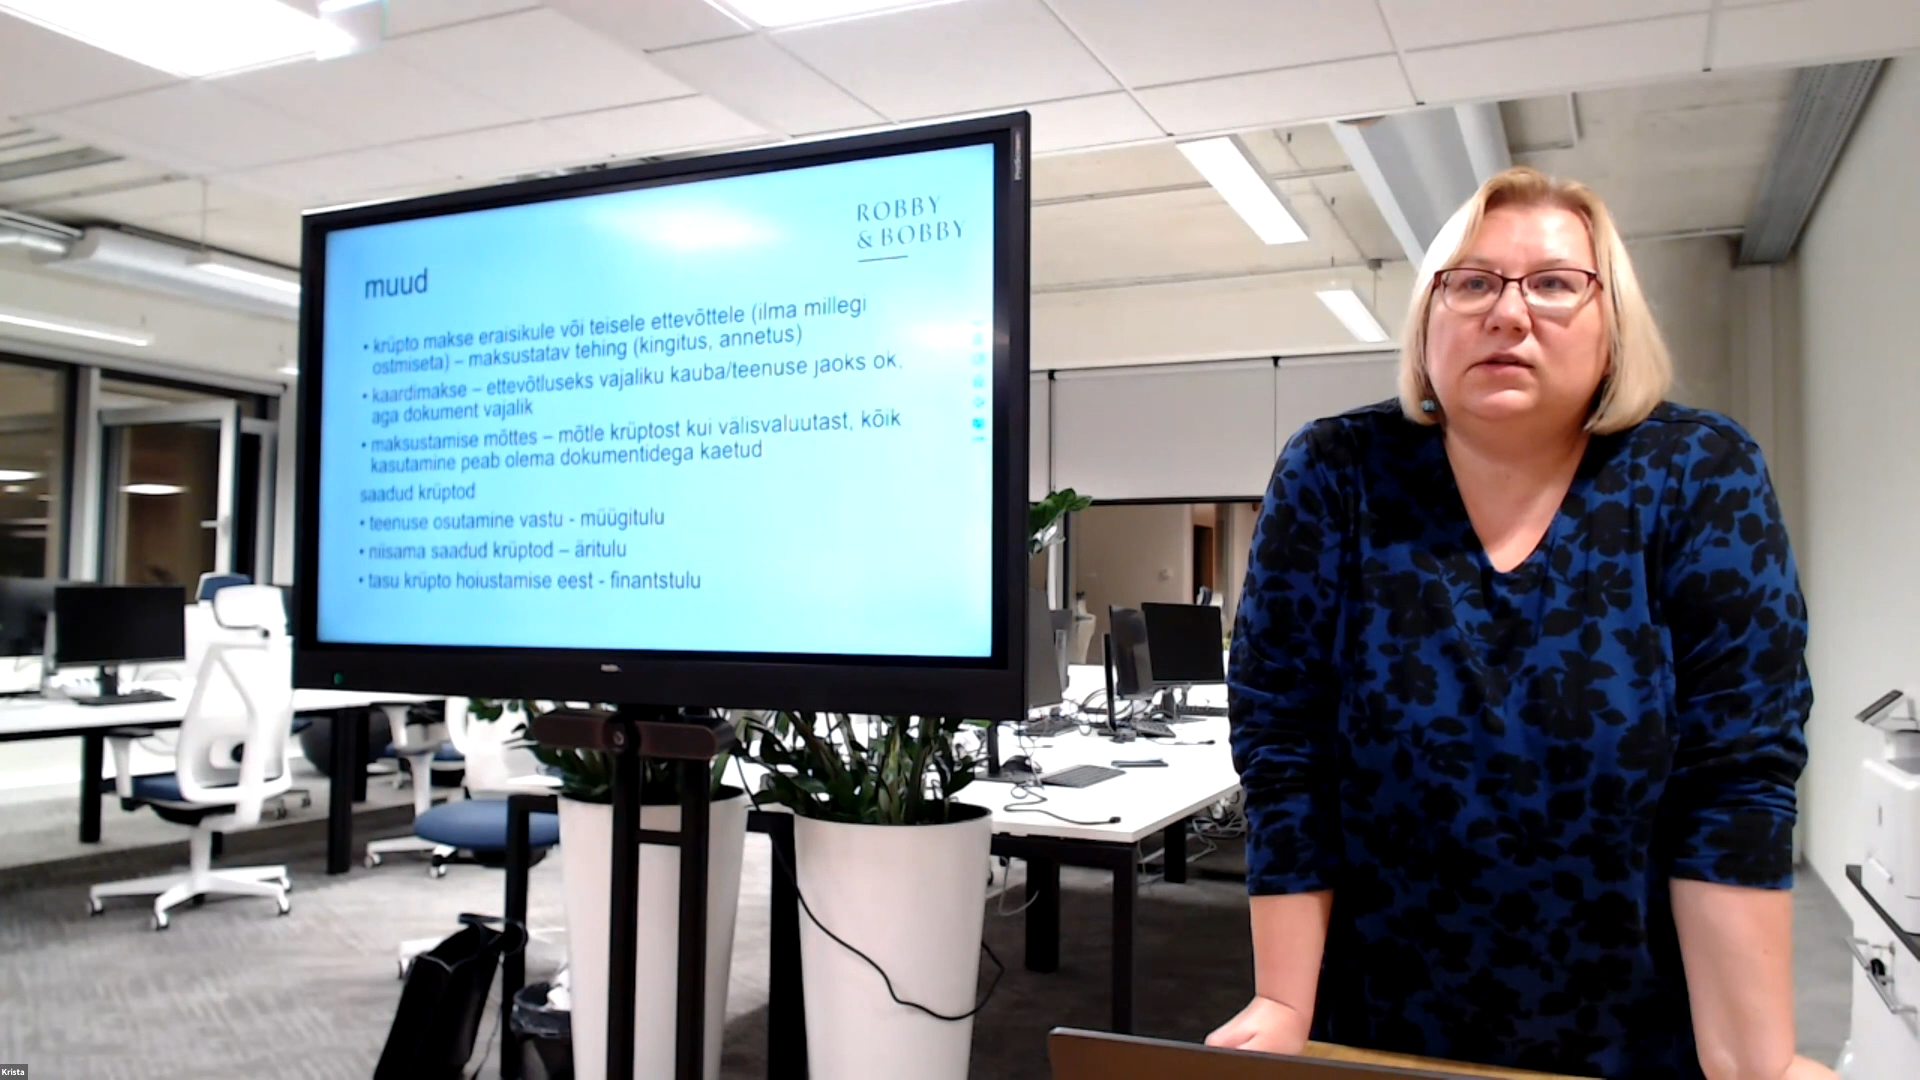 ROBBY
& BOBBY
muud
• krüpto makse eraisikule või teisele ettevõttele (ilma millegi
ostmiseta) – maksustatav tehing (kingitus, annetus)
• kaardimakse – ettevõtluseks vajaliku kauba/teenuse jaoks ok,
aga dokument vajalik
• maksustamise mõttes – mõtle krüptost kui välisvaluutast, kõik
kasutamine peab olema dokumentidega kaetud
saadud krüptod
• teenuse osutamine vastu - müügitulu
• niisama saadud krüptod – äritulu
• tasu krüpto hoiustamise eest - finantstulu
Krista